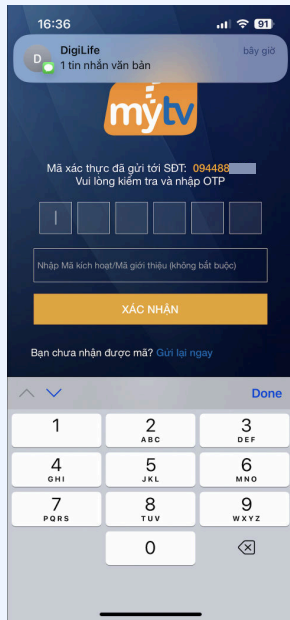 16:36
91
D
DigiLife
bây giờ
1 tin nhắn văn bản
mytv
Mã xác thực đã gửi tới SĐT: 094488
Vui lòng kiểm tra và nhập OTP
Nhập Mã kích hoạt/Mã giới thiệu (không bắt buộc)
XÁC NHẬN
Bạn chưa nhận được mã? Gửi lại ngay
Done
1 2 3
ABC DEF
4 5 6
GHI JKL MNO
7 8 9
PQRS TUV WXYZ
0